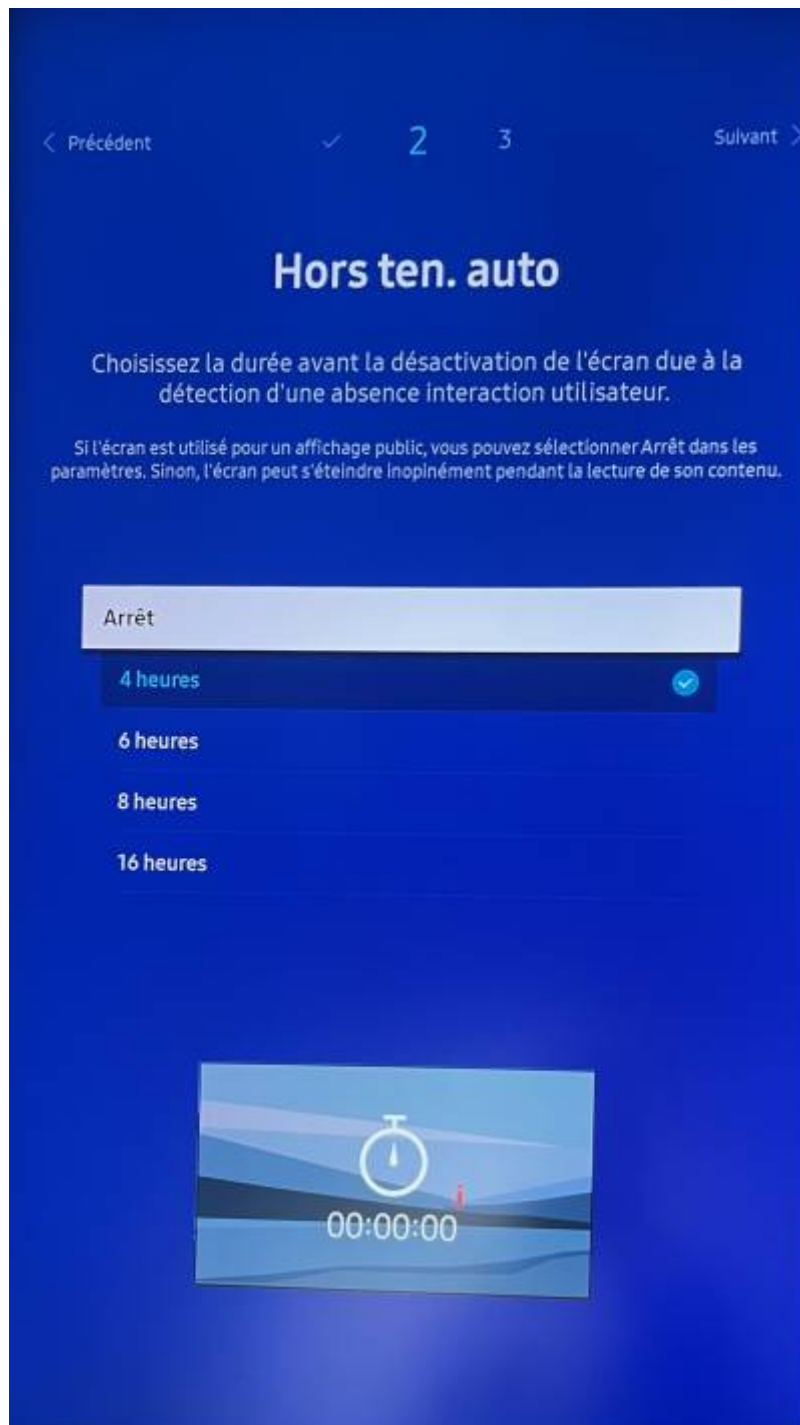 Précédent 2 3 Suivant
Hors ten. auto
Choisissez la durée avant la désactivation de l'écran due à la
détection d'une absence interaction utilisateur.
Si l'écran est utilisé pour un affichage public, vous pouvez sélectionner Arrêt dans les
paramètres. Sinon, l'écran peut s'éteindre inopinément pendant la lecture de son contenu.
Arrêt
4 heures
6 heures
8 heures
16 heures
00:00:00